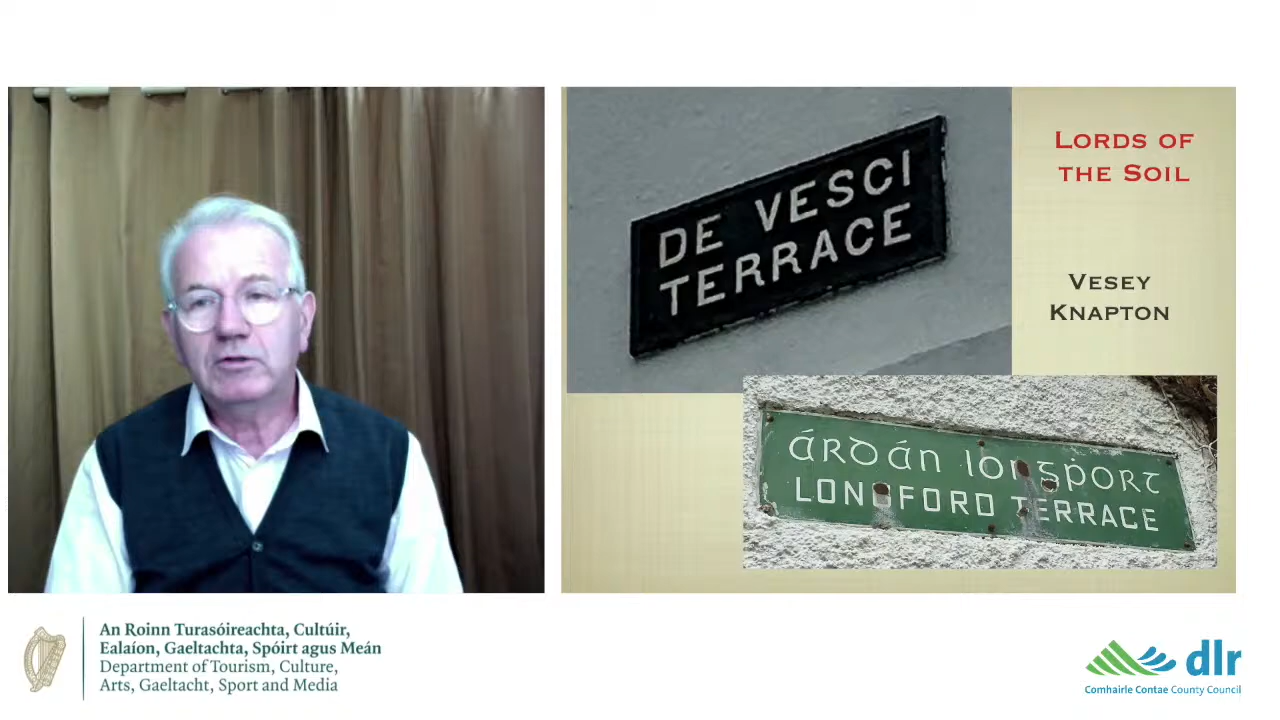 LORDS OF
THE SOIL
DE VESCI
TERRACE
VESEY
KNAPTON
árdán longṗort
LONGFORD TERRACE
An Roinn Turasóireachta, Cultúir,
Ealaíon, Gaeltachta, Spóirt agus Meán
Department of Tourism, Culture,
Arts, Gaeltacht, Sport and Media
dlr
Comhairle Contae County Council